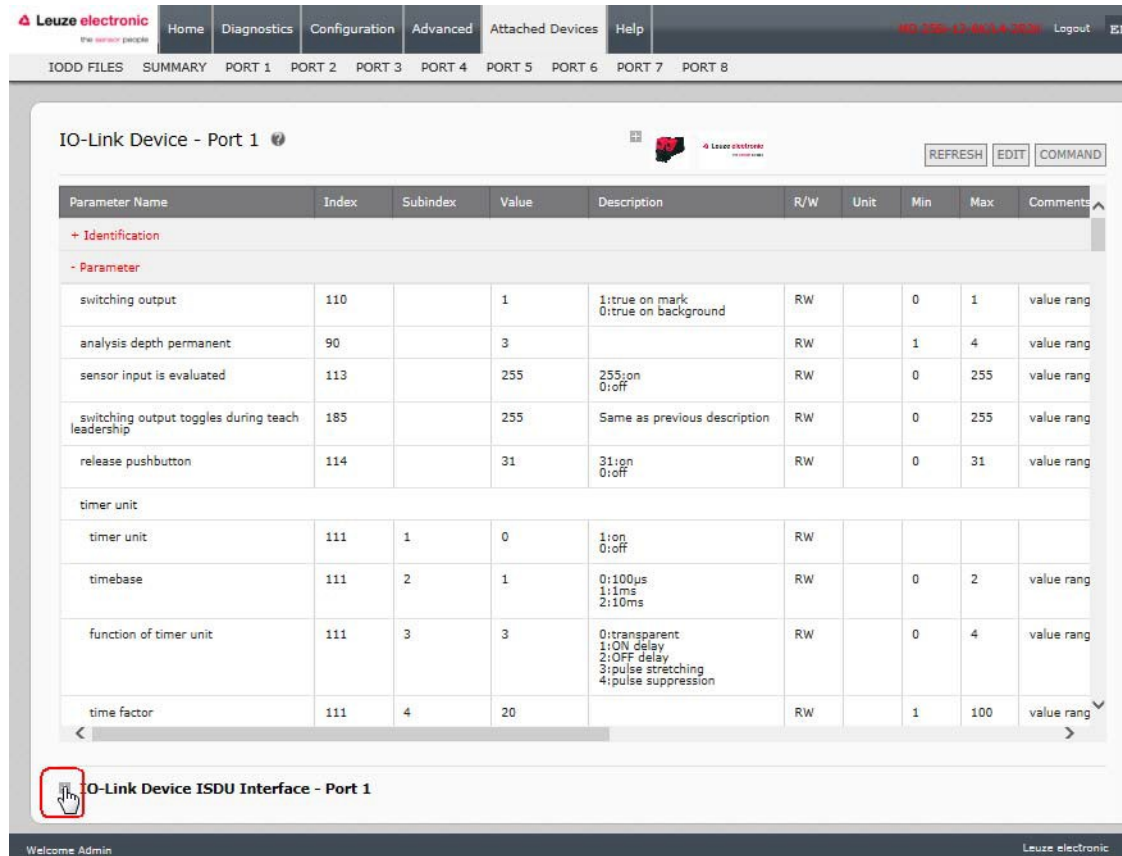 Leuze electronic
the sensor people
Home Diagnostics Configuration Advanced Attached Devices Help Logout
IODD FILES SUMMARY PORT 1 PORT 2 PORT 3 PORT 4 PORT 5 PORT 6 PORT 7 PORT 8
IO-Link Device - Port 1
Leuze electronic
the sensor people
REFRESH EDIT COMMAND
Parameter Name Index Subindex Value Description R/W Unit Min Max Comments
+ Identification
- Parameter
switching output 110 1 1:true on mark RW 0 1 value rang
0:true on background
analysis depth permanent 90 3 RW 1 4 value rang
sensor input is evaluated 113 255 255:on RW 0 255 value rang
0:off
switching output toggles during teach 185 255 Same as previous description RW 0 255 value rang
leadership
release pushbutton 114 31 31:on RW 0 31 value rang
0:off
timer unit
timer unit 111 1 0 1:on RW
0:off
timebase 111 2 1 0:100µs RW 0 2 value rang
1:1ms
2:10ms
function of timer unit 111 3 3 0:transparent RW 0 4 value rang
1:ON delay
2:OFF delay
3:pulse stretching
4:pulse suppression
time factor 111 4 20 RW 1 100 value rang
IO-Link Device ISDU Interface - Port 1
Welcome Admin Leuze electronic